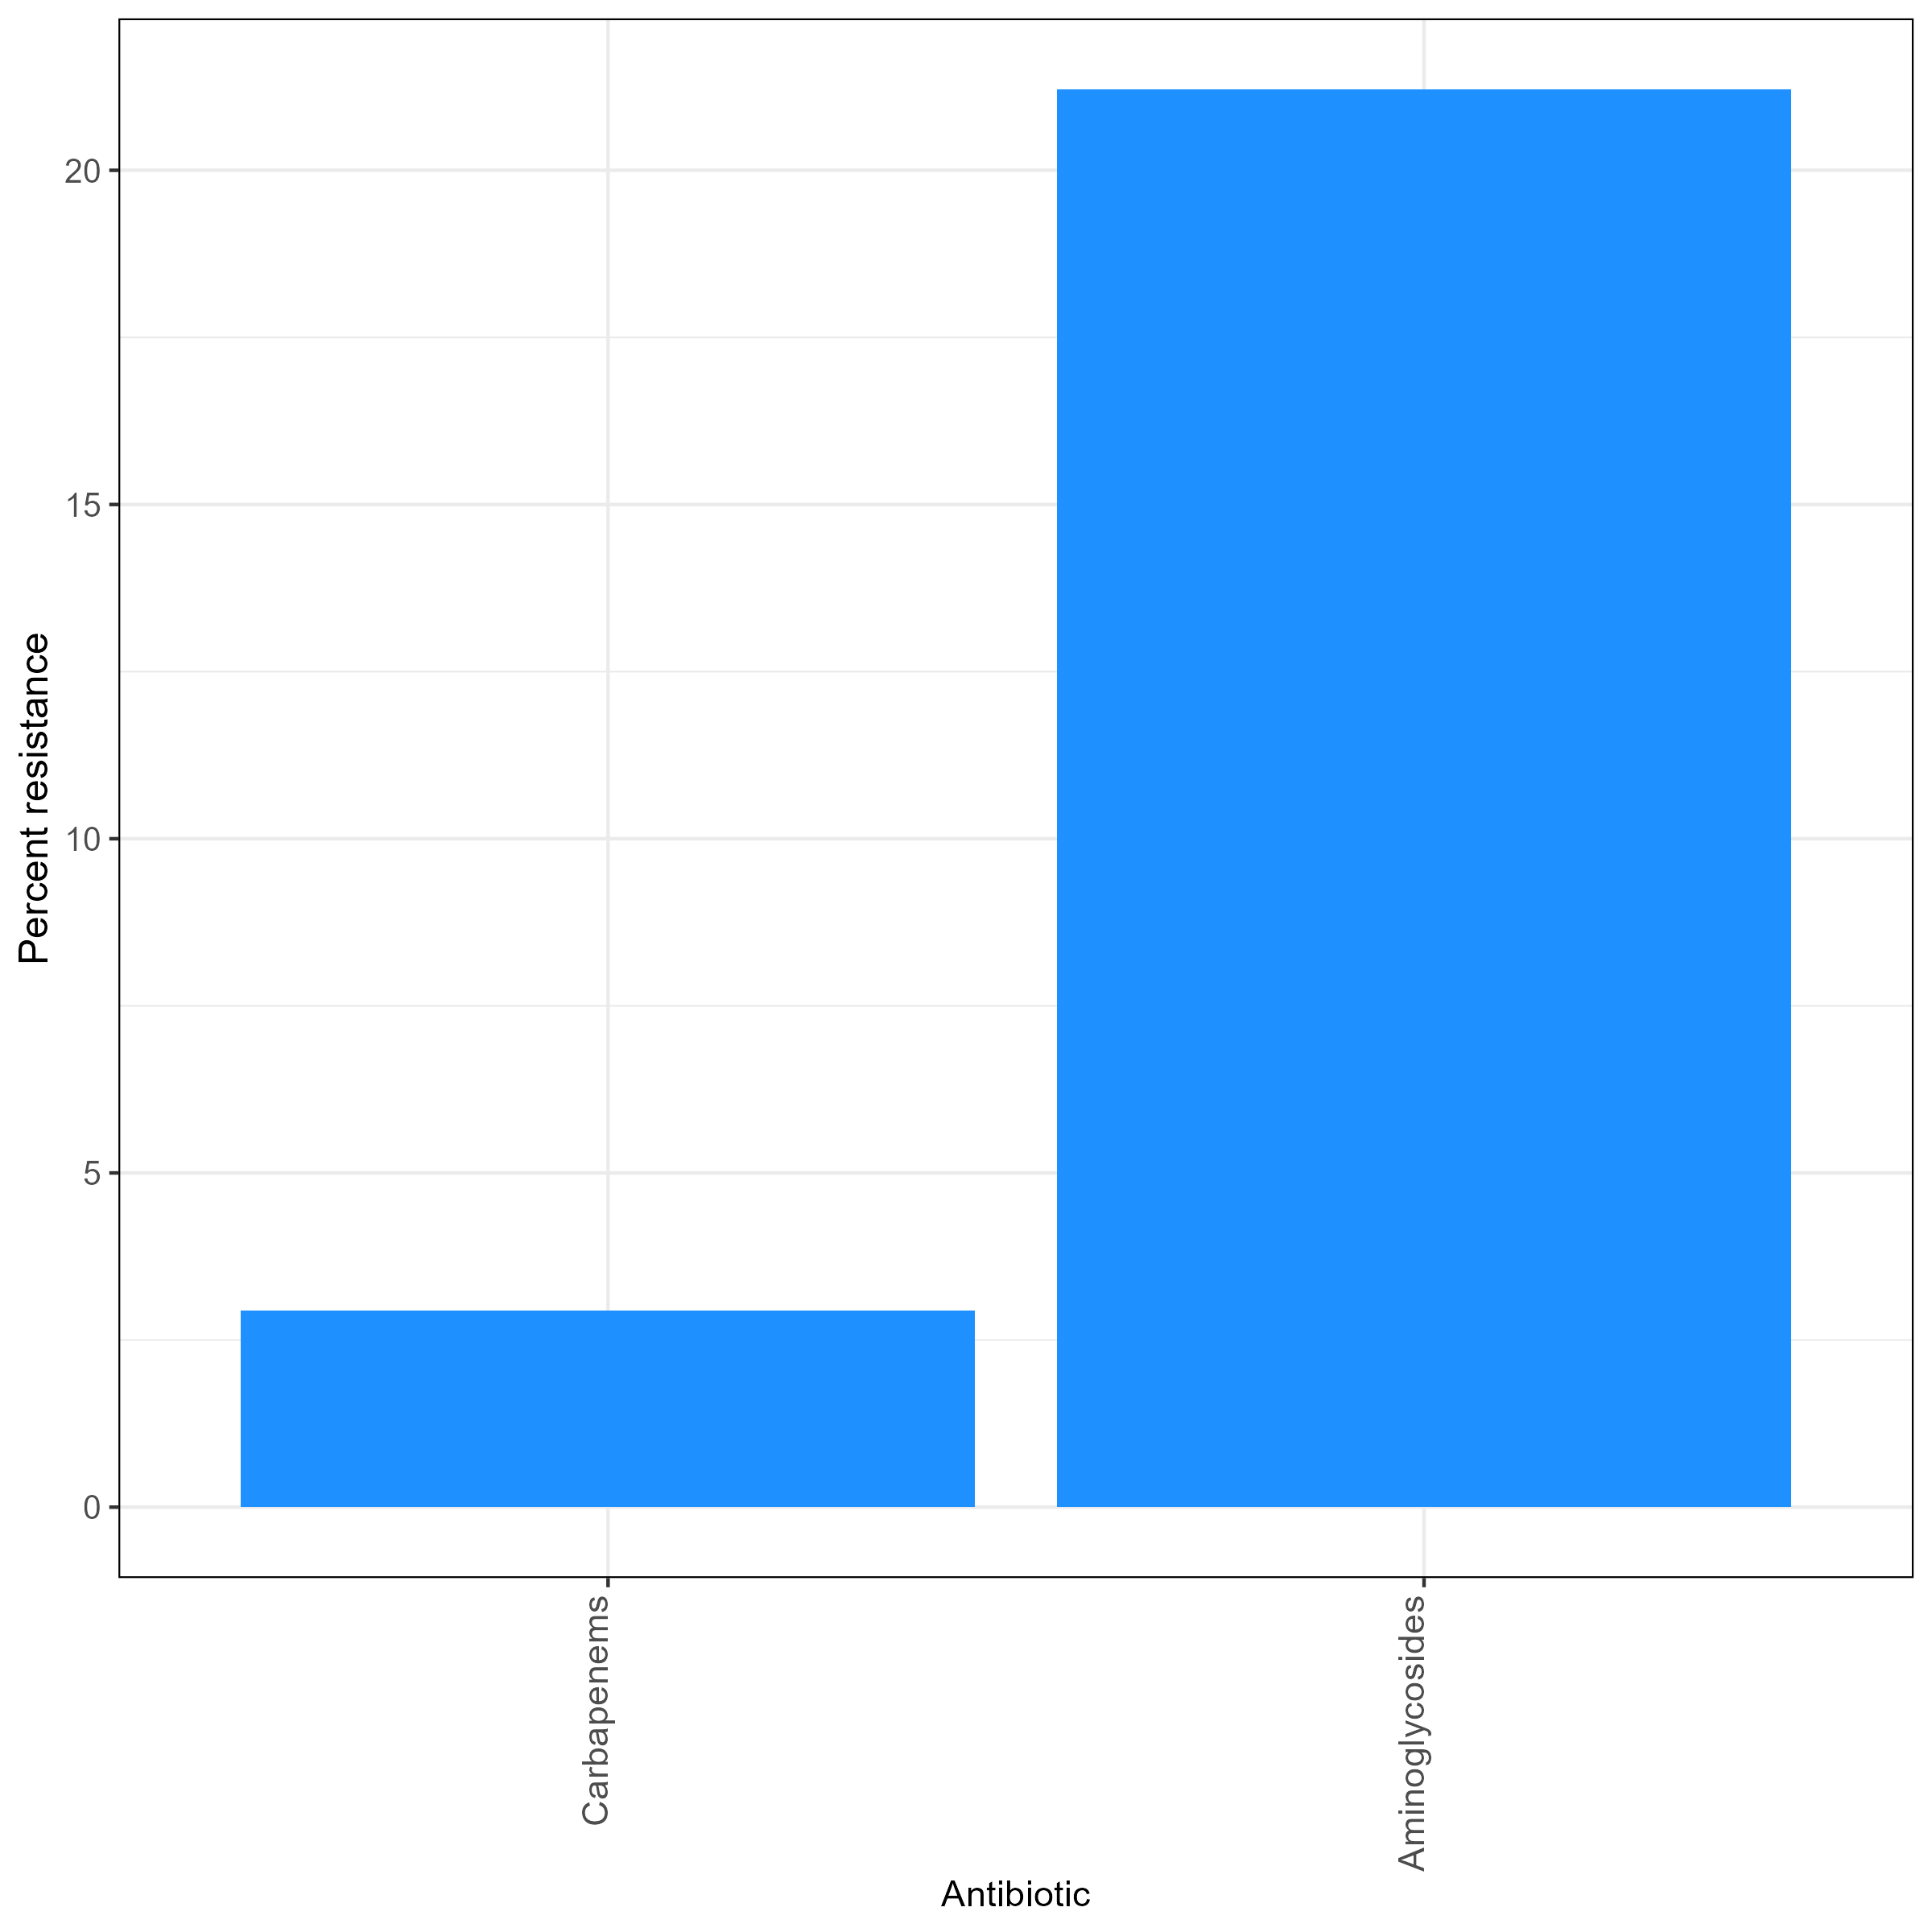 Percent resistance
20
15
10
5
0
Carbapenems
Aminoglycosides
Antibiotic